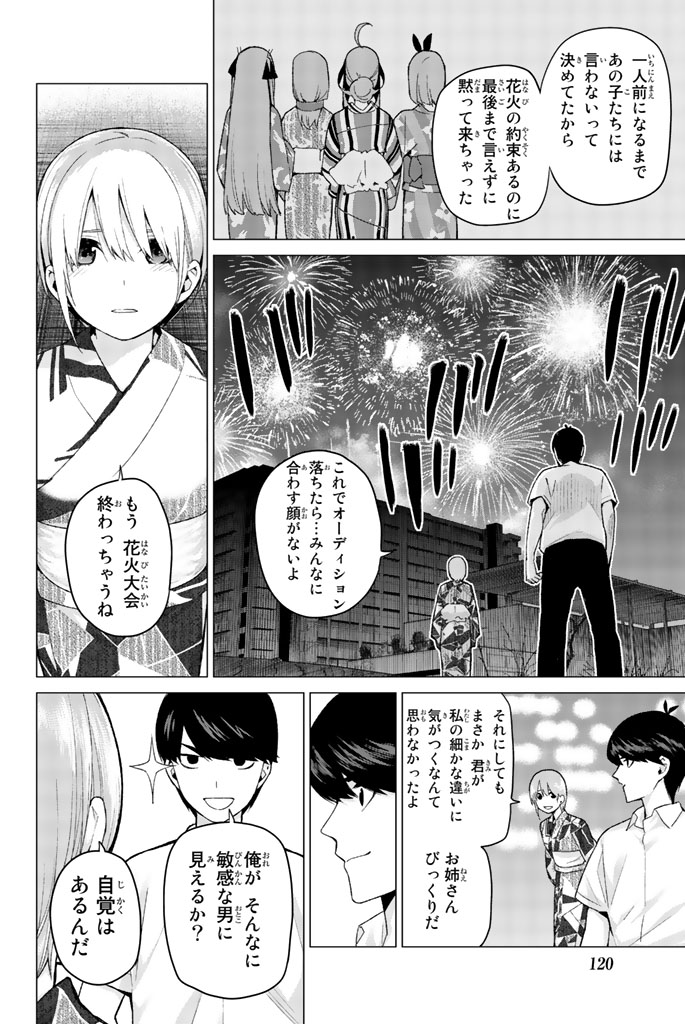 一人前になるまで
あの子たちには
言わないって
決めてたから
花火の約束あるのに
最後まで言えずに
黙って来ちゃった
これでオーディション
落ちたら…みんなに
合わす顔がないよ
もう 花火大会
終わっちゃうね
それにしても
まさか 君が
私の細かな違いに
気がつくなんて
思わなかったよ
お姉さん
びっくりだ
俺が そんなに
敏感な男に
見えるか？
自覚は
あるんだ
120